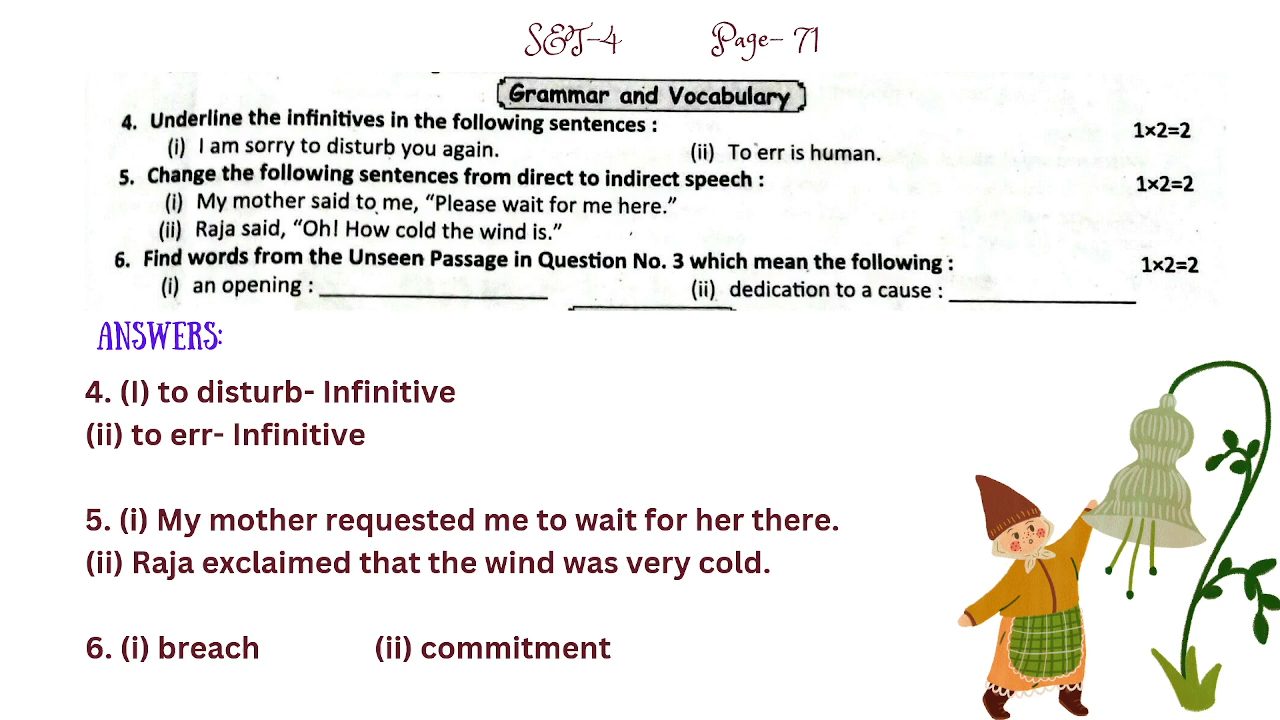 SET-4 Page- 71
Grammar and Vocabulary
4. Underline the infinitives in the following sentences : 1×2=2
(i) I am sorry to disturb you again. (ii) To err is human.
5. Change the following sentences from direct to indirect speech : 1×2=2
(i) My mother said to me, “Please wait for me here.”
(ii) Raja said, “Oh! How cold the wind is.”
6. Find words from the Unseen Passage in Question No. 3 which mean the following : 1×2=2
(i) an opening : ____________ (ii) dedication to a cause : ____________
ANSWERS:
4. (I) to disturb- Infinitive
(ii) to err- Infinitive
5. (i) My mother requested me to wait for her there.
(ii) Raja exclaimed that the wind was very cold.
6. (i) breach (ii) commitment